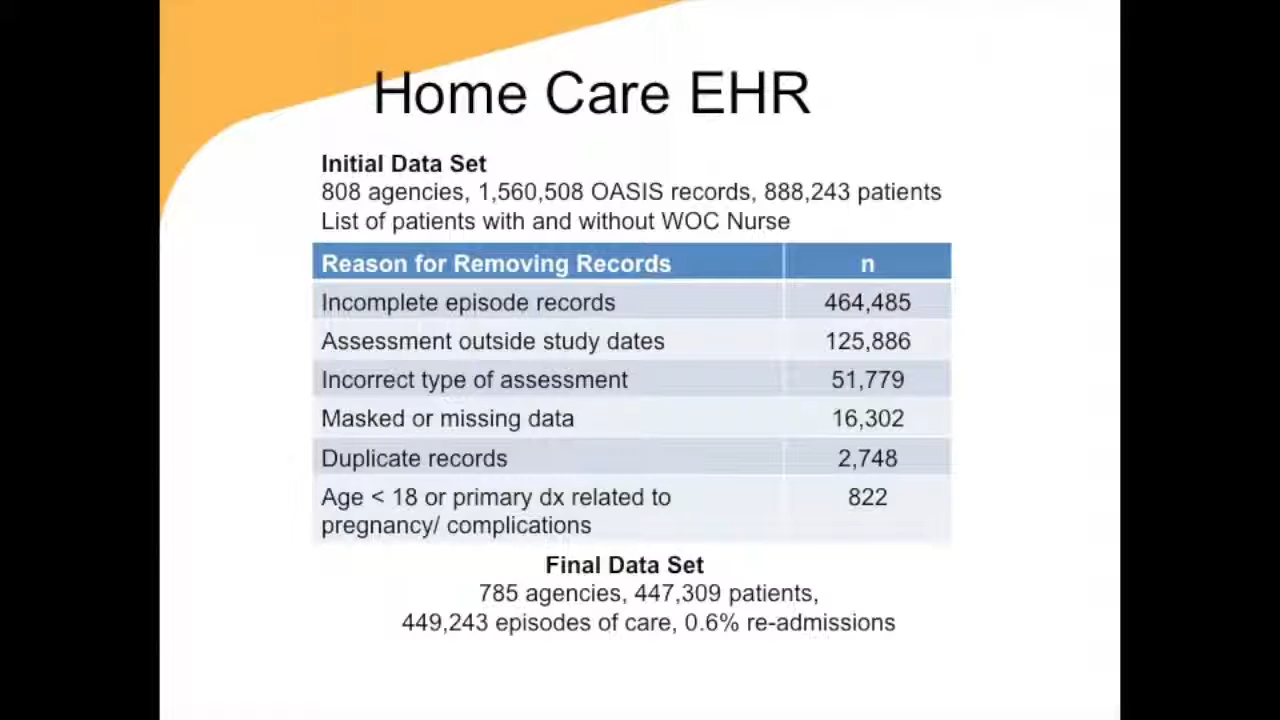 Home Care EHR
Initial Data Set
808 agencies, 1,560,508 OASIS records, 888,243 patients
List of patients with and without WOC Nurse
Reason for Removing Records n
Incomplete episode records 464,485
Assessment outside study dates 125,886
Incorrect type of assessment 51,779
Masked or missing data 16,302
Duplicate records 2,748
Age < 18 or primary dx related to 822
pregnancy/ complications
Final Data Set
785 agencies, 447,309 patients,
449,243 episodes of care, 0.6% re-admissions